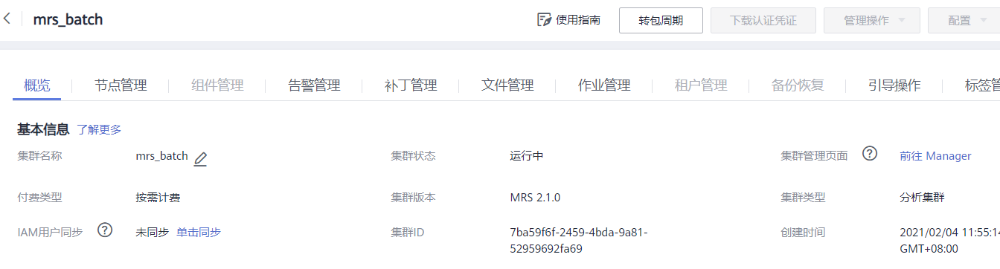 mrs_batch 使用指南 转包周期 下载认证凭证 管理操作 配置
概览 节点管理 组件管理 告警管理 补丁管理 文件管理 作业管理 租户管理 备份恢复 引导操作 标签管
基本信息 了解更多
集群名称 mrs_batch 集群状态 运行中 集群管理页面 前往 Manager
付费类型 按需计费 集群版本 MRS 2.1.0 集群类型 分析集群
IAM用户同步 未同步 单击同步 集群ID 7ba59f6f-2459-4bda-9a81- 创建时间 2021/02/04 11:55:14
52959692fa69 GMT+08:00